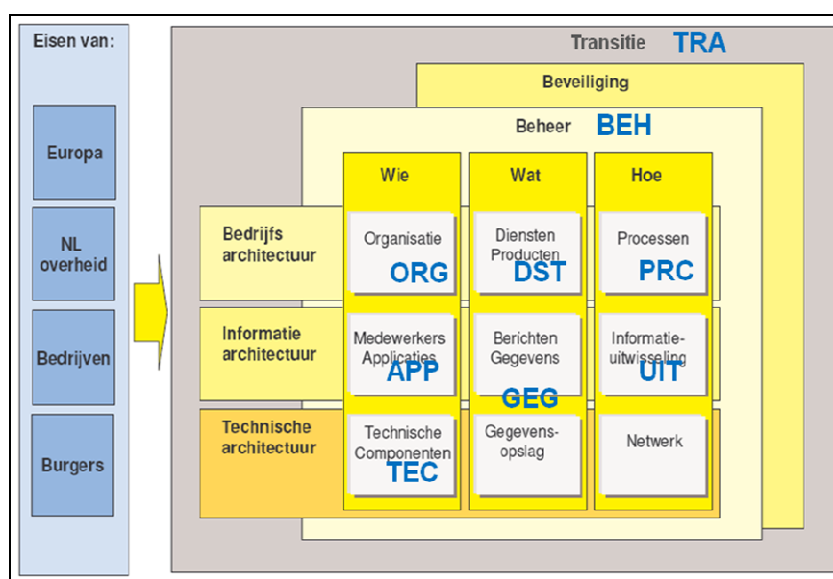 Eisen van:
Europa
NL
overheid
Bedrijven
Burgers
Transitie TRA
Beveiliging
Beheer BEH
Wie
Wat
Hoe
Bedrijfs
architectuur
Organisatie
ORG
Diensten
Producten
DST
Processen
PRC
Informatie
architectuur
Medewerkers
Applicaties
APP
Berichten
Gegevens
GEG
Informatie-
uitwisseling
UIT
Technische
architectuur
Technische
Componenten
TEC
Gegevens-
opslag
Netwerk